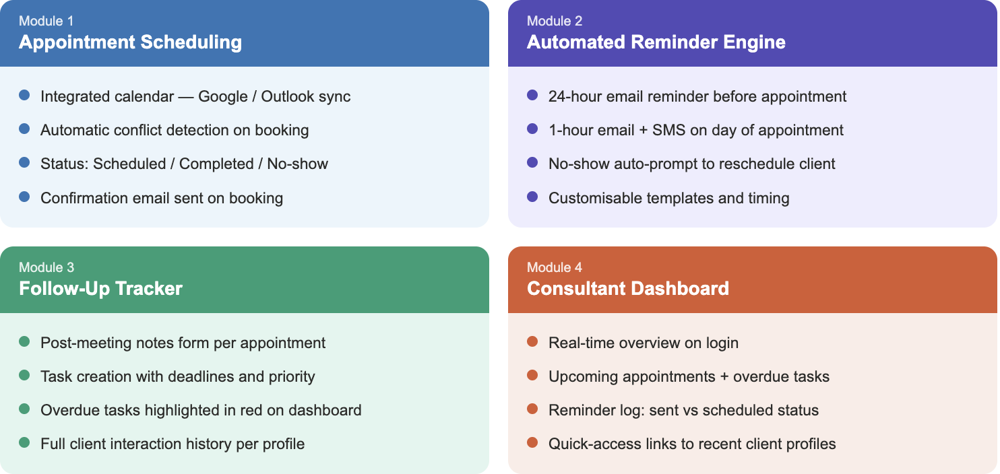 Module 1
Appointment Scheduling
Integrated calendar — Google / Outlook sync
Automatic conflict detection on booking
Status: Scheduled / Completed / No-show
Confirmation email sent on booking
Module 2
Automated Reminder Engine
24-hour email reminder before appointment
1-hour email + SMS on day of appointment
No-show auto-prompt to reschedule client
Customisable templates and timing
Module 3
Follow-Up Tracker
Post-meeting notes form per appointment
Task creation with deadlines and priority
Overdue tasks highlighted in red on dashboard
Full client interaction history per profile
Module 4
Consultant Dashboard
Real-time overview on login
Upcoming appointments + overdue tasks
Reminder log: sent vs scheduled status
Quick-access links to recent client profiles